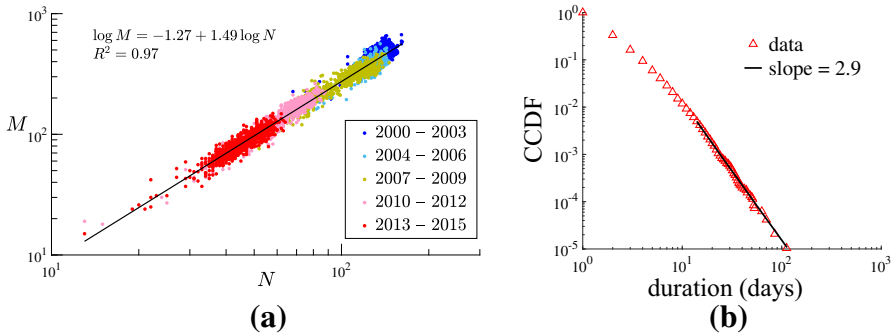 log M = −1.27 + 1.49 log N
R² = 0.97
10³
10²
10¹
M
2000 − 2003
2004 − 2006
2007 − 2009
2010 − 2012
2013 − 2015
10¹
10²
N
(a)
10⁰
10⁻¹
10⁻²
10⁻³
10⁻⁴
10⁻⁵
CCDF
data
slope = 2.9
10⁰
10¹
10²
10³
duration (days)
(b)